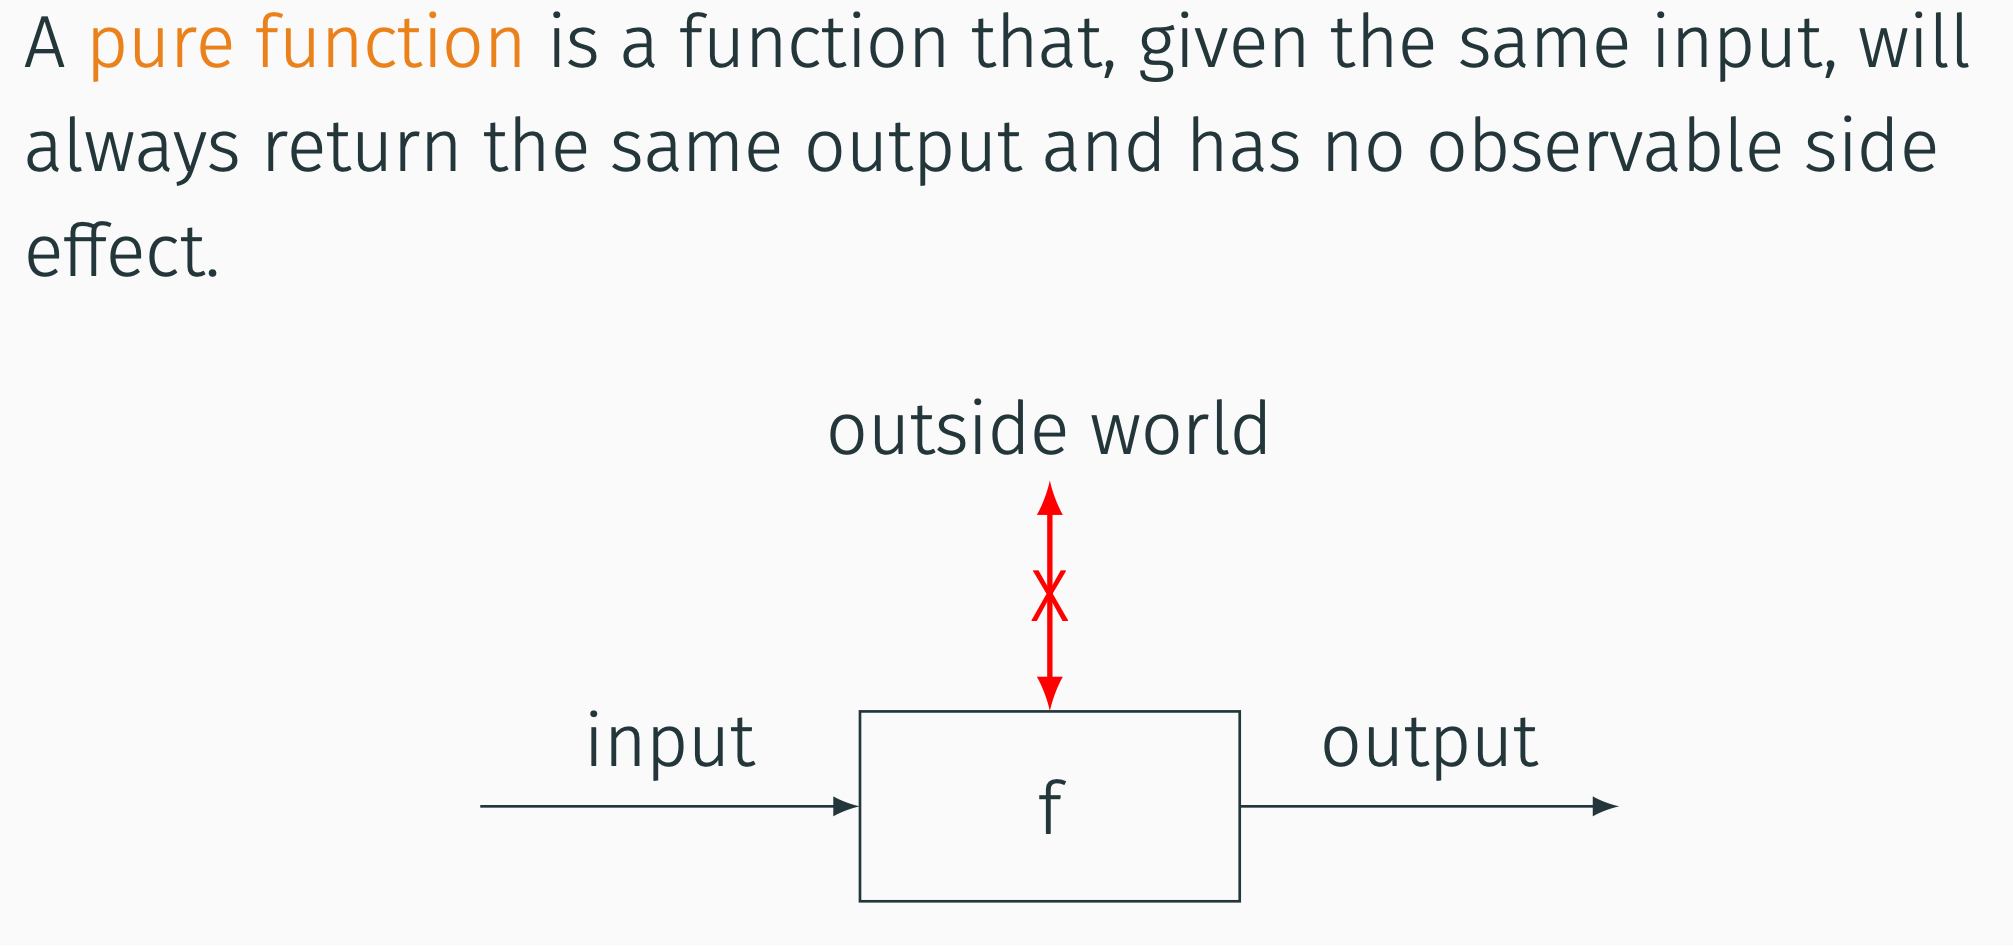 A pure function is a function that, given the same input, will
always return the same output and has no observable side
effect.
outside world
X
input
f
output